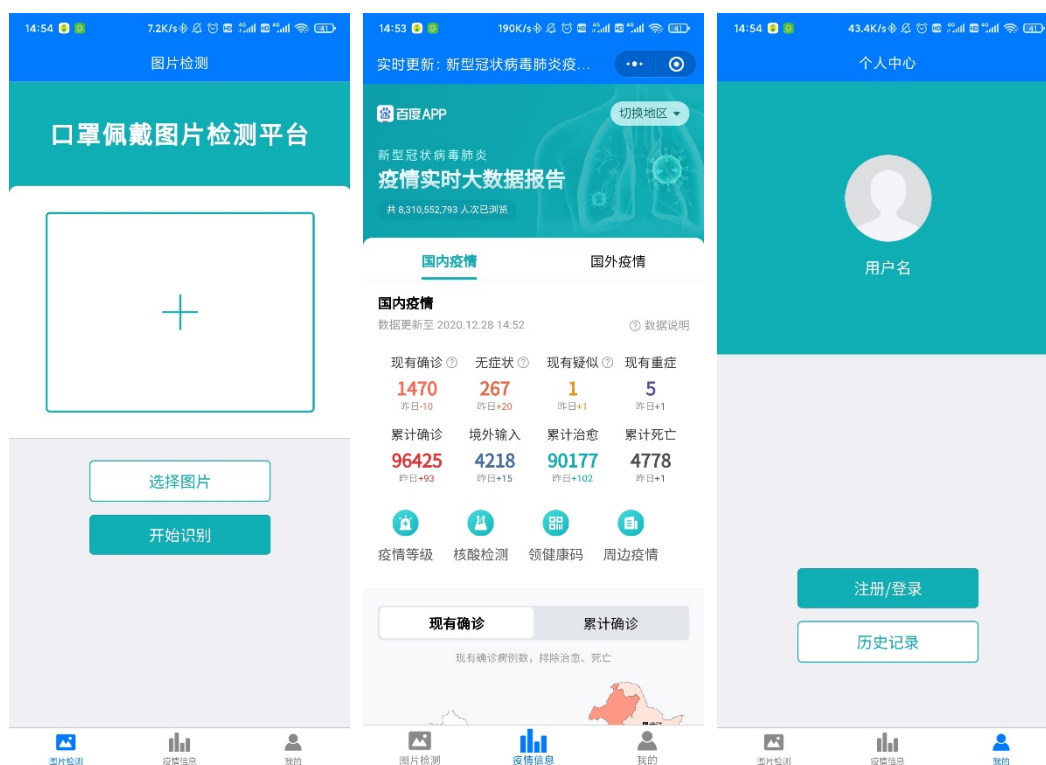 14:54 7.2K/s 41
图片检测
口罩佩戴图片检测平台
选择图片
开始识别
图片检测 疫情信息 我的
14:53 190K/s 41
实时更新：新型冠状病毒肺炎疫...
百度APP 切换地区
新型冠状病毒肺炎
疫情实时大数据报告
共 8,310,552,793 人次已浏览
国内疫情 国外疫情
国内疫情
数据更新至 2020.12.28 14:52 数据说明
现有确诊 无症状 现有疑似 现有重症
1470 267 1 5
昨日-10 昨日+20 昨日+1 昨日+1
累计确诊 境外输入 累计治愈 累计死亡
96425 4218 90177 4778
昨日+93 昨日+15 昨日+102 昨日+1
疫情等级 核酸检测 领健康码 周边疫情
现有确诊 累计确诊
现有确诊病例数，排除治愈、死亡
图片检测 疫情信息 我的
14:54 43.4K/s 41
个人中心
用户名
注册/登录
历史记录
图片检测 疫情信息 我的